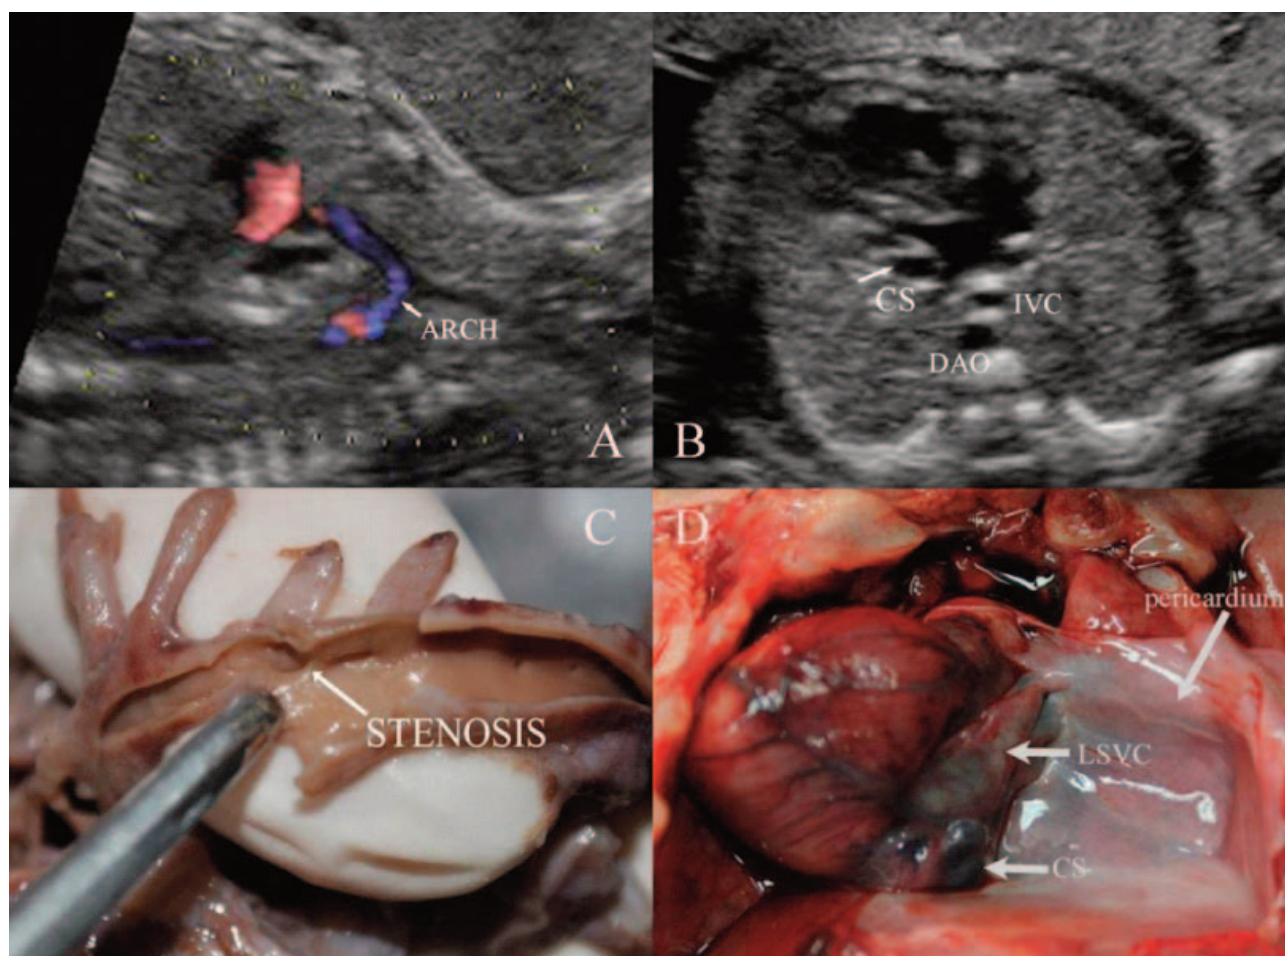 ARCH
A
CS
IVC
DAO
B
C
STENOSIS
D
pericardium
LSVC
CS